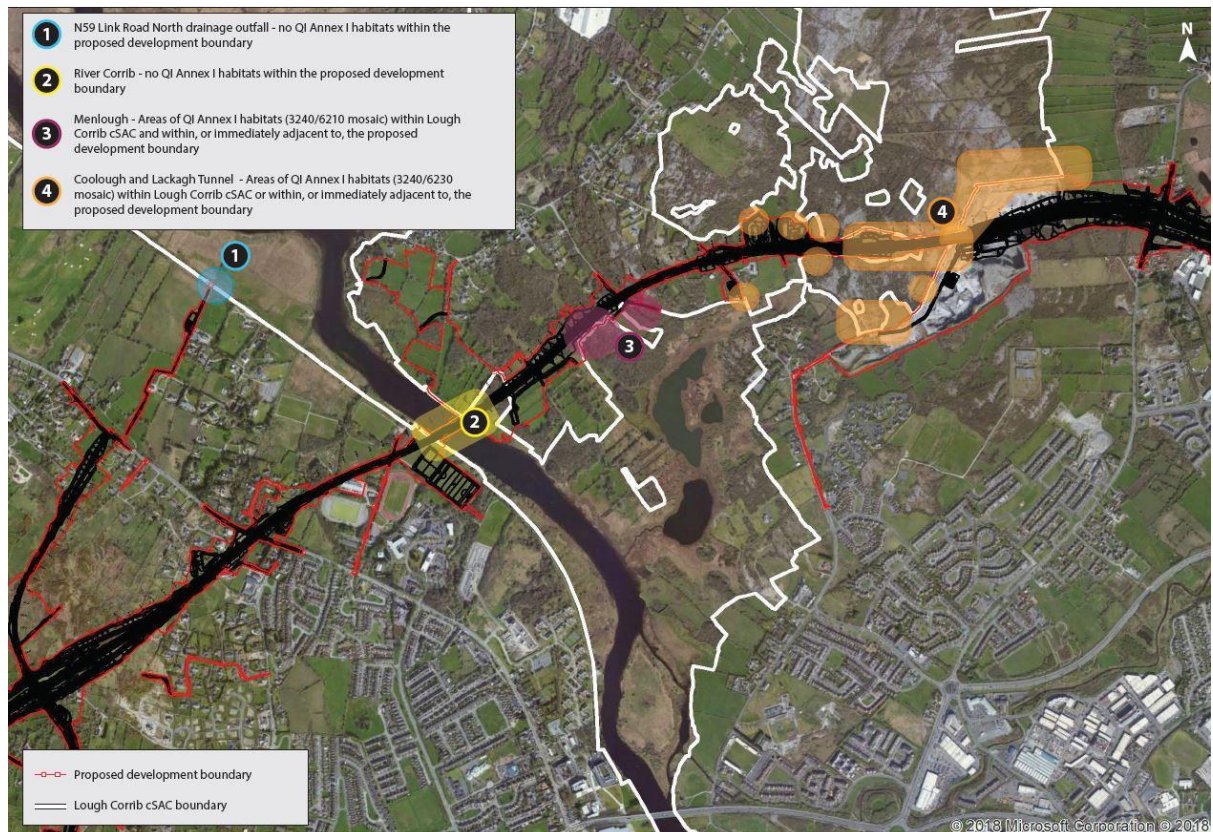 1 N59 Link Road North drainage outfall - no QI Annex I habitats within the
proposed development boundary
2 River Corrib - no QI Annex I habitats within the proposed development
boundary
3 Menlough - Areas of QI Annex I habitats (3240/6210 mosaic) within Lough
Corrib cSAC and within, or immediately adjacent to, the proposed
development boundary
4 Coolough and Lackagh Tunnel - Areas of QI Annex I habitats (3240/6230
mosaic) within Lough Corrib cSAC or within, or immediately adjacent to, the
proposed development boundary
N
1
4
3
2
Proposed development boundary
Lough Corrib cSAC boundary
© 2018 Microsoft Corporation © 2018